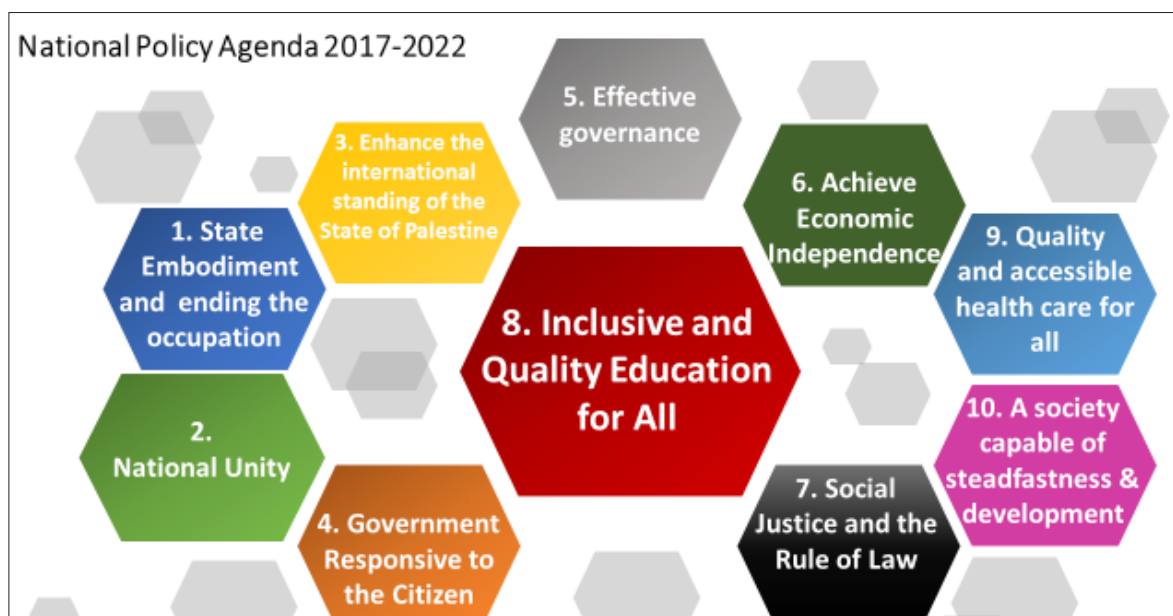 National Policy Agenda 2017-2022
5. Effective
governance
3. Enhance the
international
standing of the
State of Palestine
6. Achieve
Economic
Independence
1. State
Embodiment
and ending the
occupation
9. Quality
and accessible
health care for
all
8. Inclusive and
Quality Education
for All
2.
National Unity
10. A society
capable of
steadfastness &
development
4. Government
Responsive to
the Citizen
7. Social
Justice and the
Rule of Law